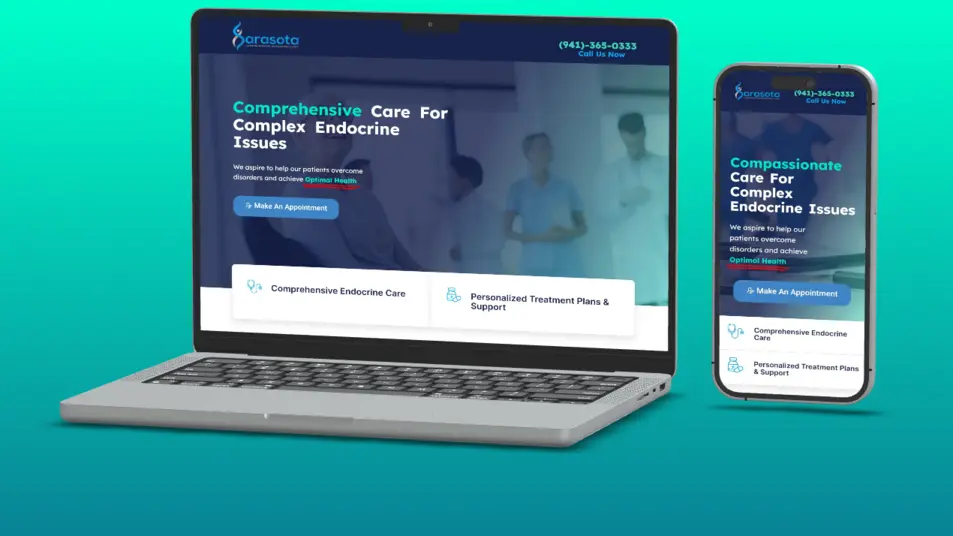 Sarasota
(941)-365-0333
Call Us Now
Comprehensive Care For
Complex Endocrine
Issues
We aspire to help our patients overcome
disorders and achieve Optimal Health
Make An Appointment
Comprehensive Endocrine Care
Personalized Treatment Plans &
Support
Sarasota
(941)-365-0333
Call Us Now
Compassionate
Care For
Complex
Endocrine Issues
We aspire to help our
patients overcome
disorders and achieve
Optimal Health
Make An Appointment
Comprehensive Endocrine
Care
Personalized Treatment Plans
& Support